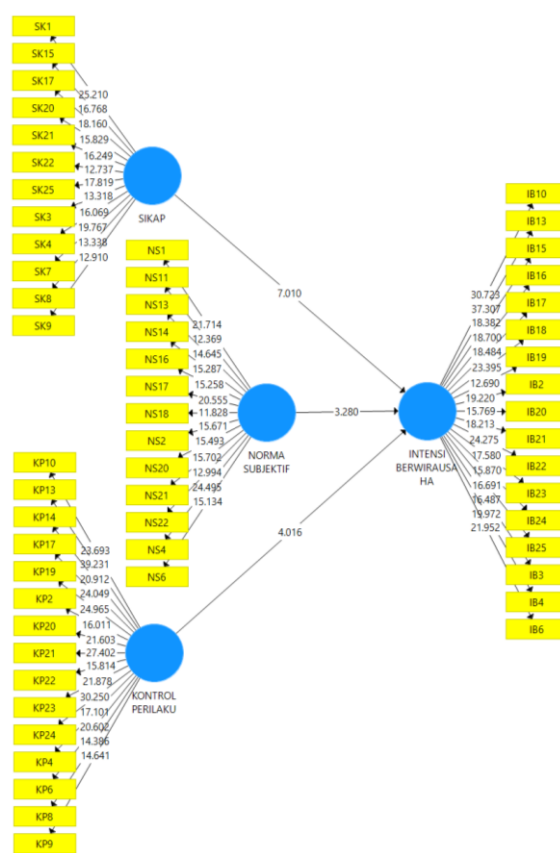 SK1
SK15
SK17
SK20
SK21
SK22
SK25
SK3
SK4
SK7
SK8
SK9
25.210
16.768
18.160
15.829
16.249
12.737
17.819
13.318
16.069
19.767
13.338
12.910
SIKAP
7.010
NS1
NS11
NS13
NS14
NS16
NS17
NS18
NS2
NS20
NS21
NS22
NS4
NS6
21.714
12.369
14.645
15.287
15.258
20.555
11.828
15.671
15.493
15.702
12.994
24.495
15.134
NORMA
SUBJEKTIF
3.280
KP10
KP13
KP14
KP17
KP19
KP2
KP20
KP21
KP22
KP23
KP24
KP4
KP6
KP8
KP9
23.693
39.231
20.912
24.049
24.965
16.011
21.603
27.402
15.814
21.878
30.250
17.101
20.602
14.386
14.641
KONTROL
PERILAKU
4.016
INTENSI
BERWIRAUSA
HA
30.723
37.307
18.382
18.700
18.484
23.395
12.690
19.220
15.769
18.213
24.275
17.580
15.870
16.691
16.487
19.972
21.952
IB10
IB13
IB15
IB16
IB17
IB18
IB19
IB2
IB20
IB21
IB22
IB23
IB24
IB25
IB3
IB4
IB6